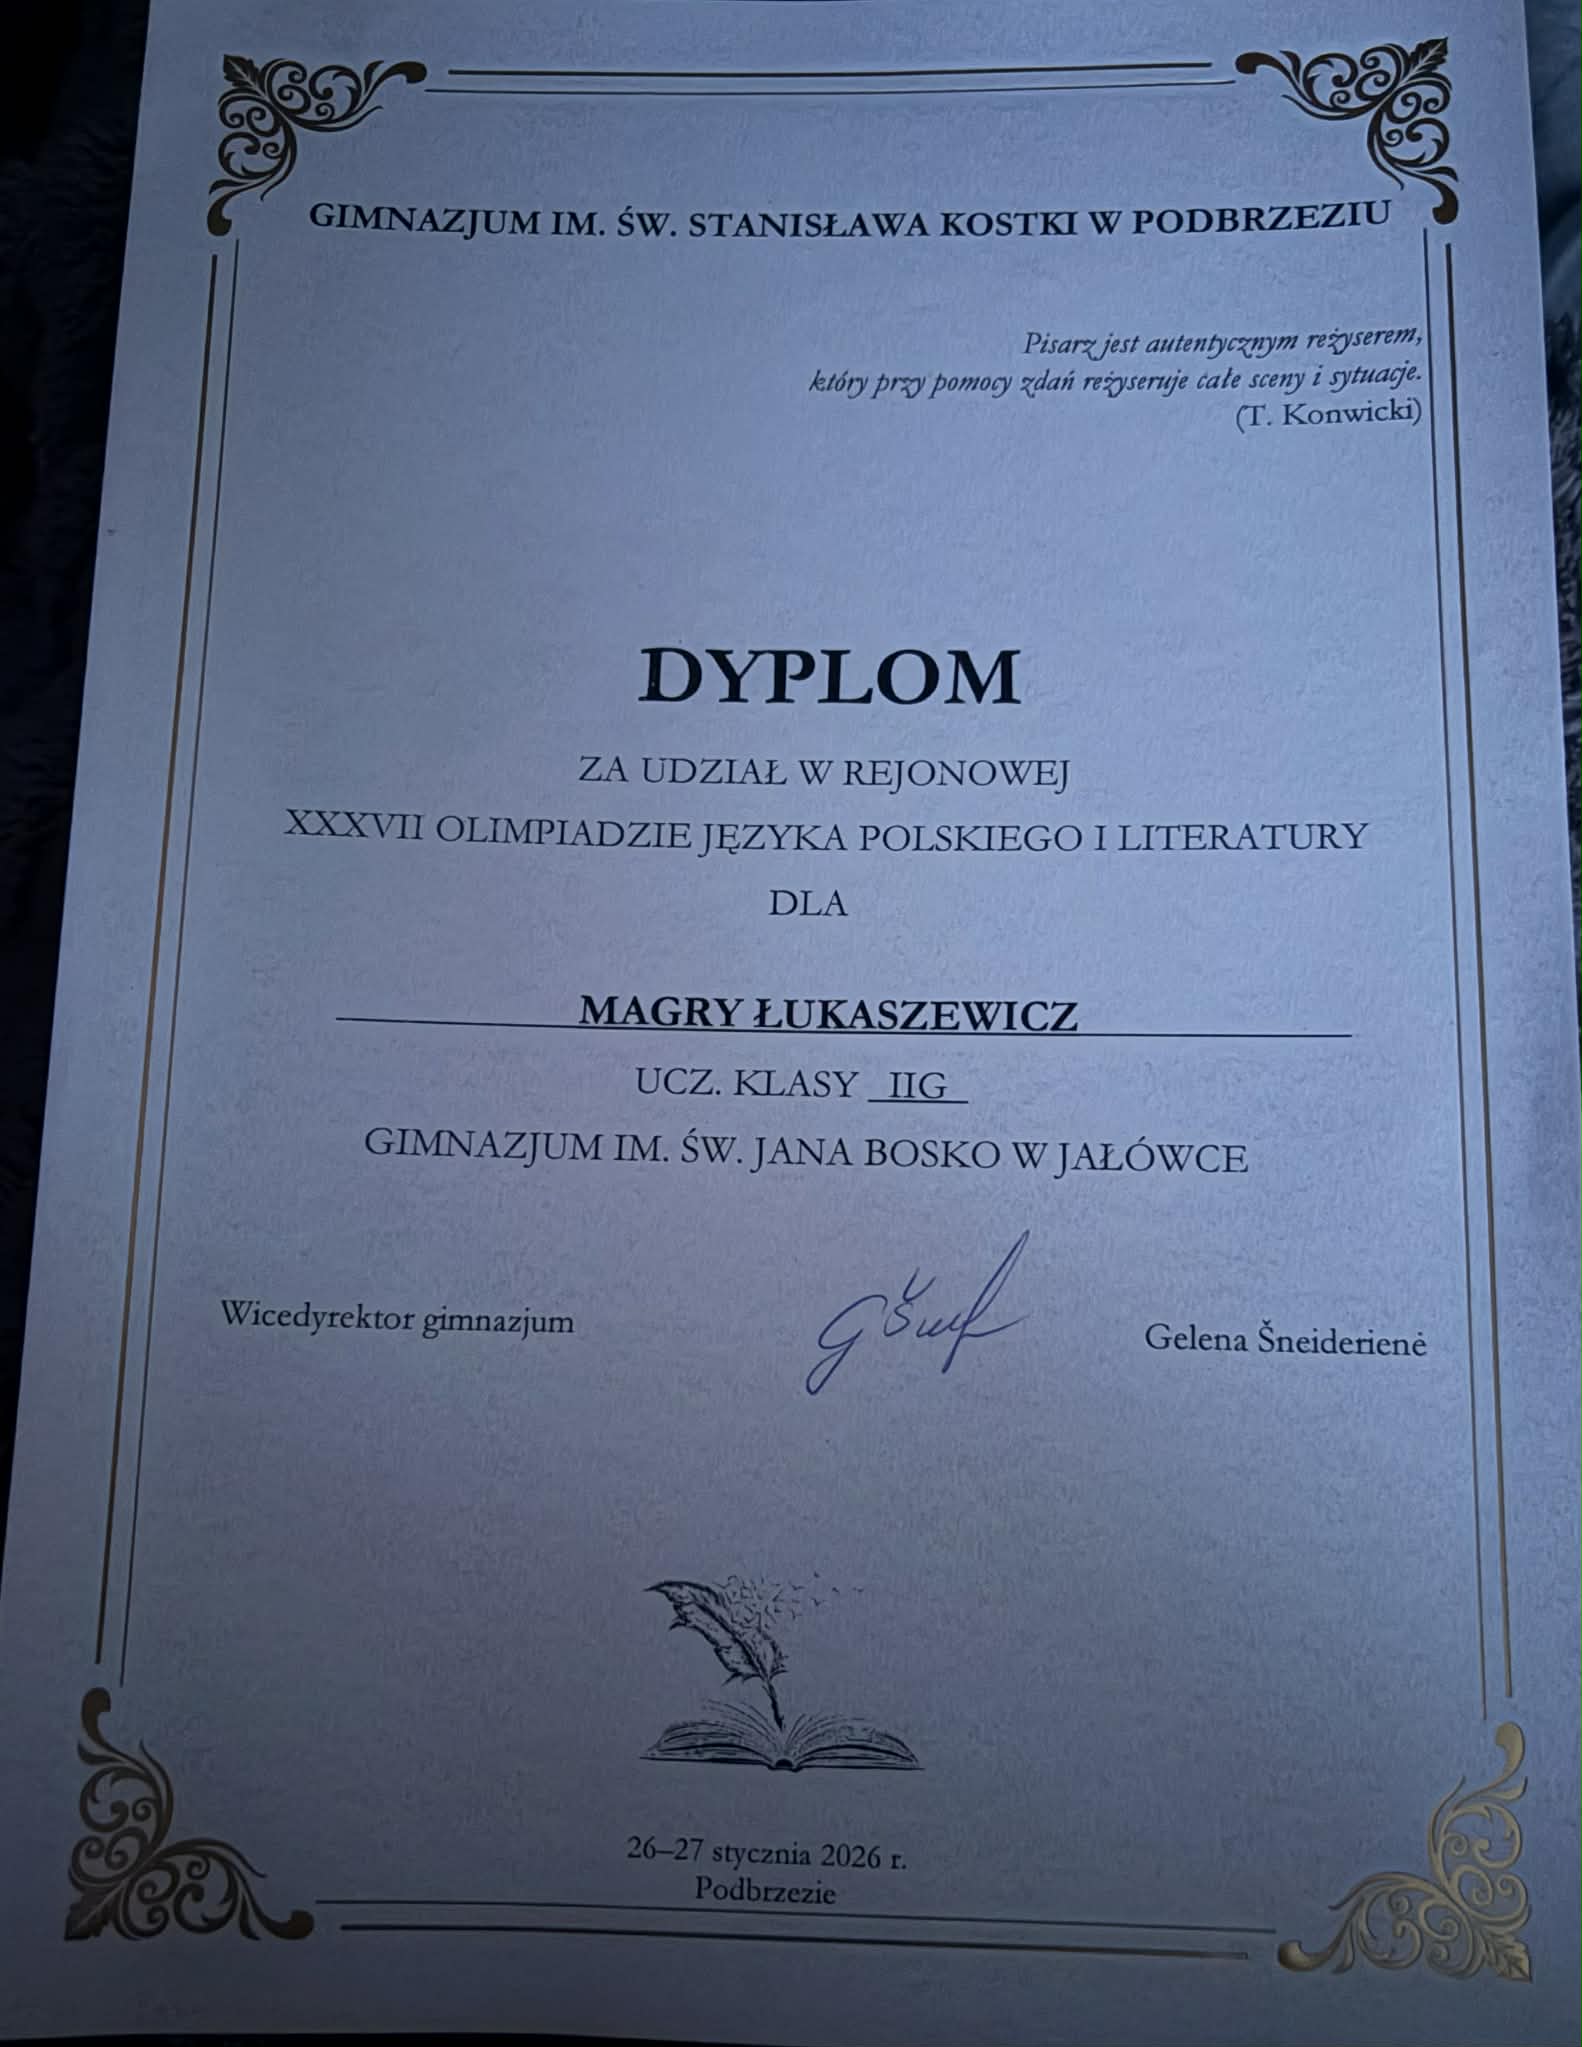 GIMNAZJUM IM. ŚW. STANISŁAWA KOSTKI W PODBRZEZIU
Pisarz jest autentycznym reżyserem,
który przy pomocy zdań reżyseruje całe sceny i sytuacje.
(T. Konwicki)
DYPLOM
ZA UDZIAŁ W REJONOWEJ
XXXVII OLIMPIADZIE JĘZYKA POLSKIEGO I LITERATURY
DLA
MAGRY ŁUKASZEWICZ
UCZ. KLASY IIG
GIMNAZJUM IM. ŚW. JANA BOSKO W JAŁÓWCE
Wicedyrektor gimnazjum Gelena Šneiderienė
26–27 stycznia 2026 r.
Podbrzezie